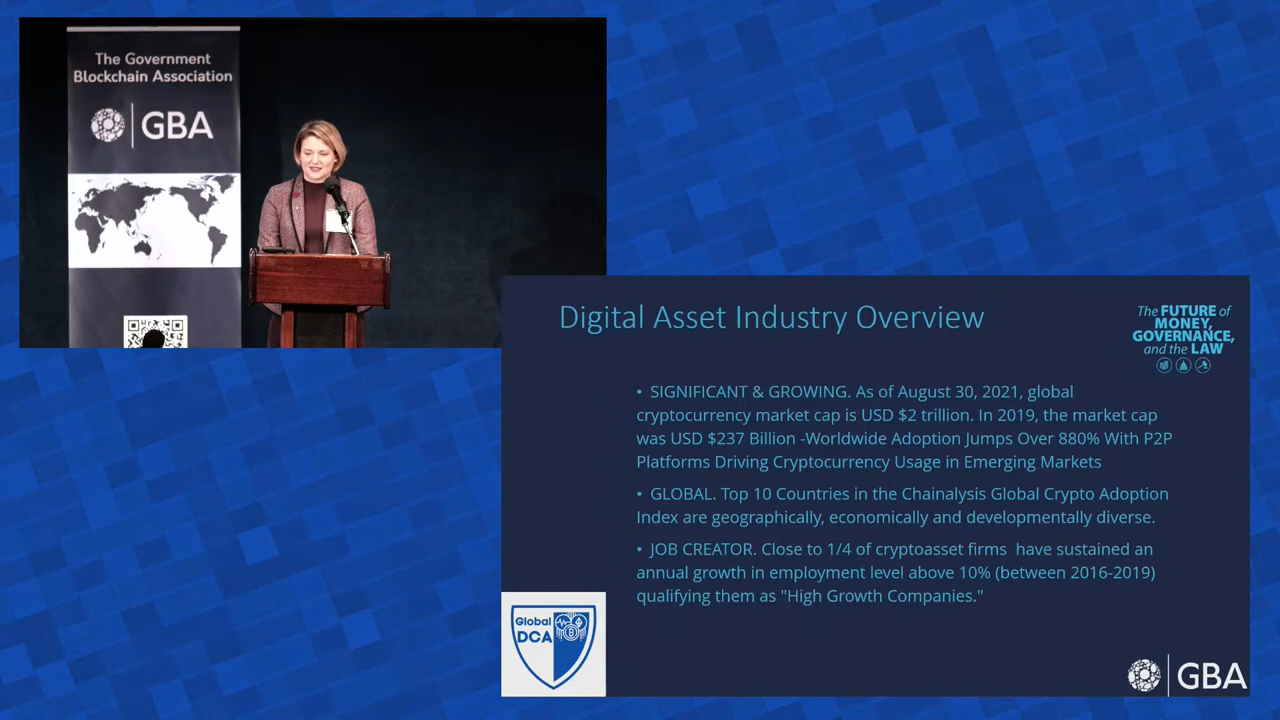 The Government
Blockchain Association
GBA
Digital Asset Industry Overview
The FUTURE of
MONEY,
GOVERNANCE,
and the LAW
• SIGNIFICANT & GROWING. As of August 30, 2021, global
cryptocurrency market cap is USD $2 trillion. In 2019, the market cap
was USD $237 Billion -Worldwide Adoption Jumps Over 880% With P2P
Platforms Driving Cryptocurrency Usage in Emerging Markets
• GLOBAL. Top 10 Countries in the Chainalysis Global Crypto Adoption
Index are geographically, economically and developmentally diverse.
• JOB CREATOR. Close to 1/4 of cryptoasset firms  have sustained an
annual growth in employment level above 10% (between 2016-2019)
qualifying them as "High Growth Companies."
Global
DCA
GBA